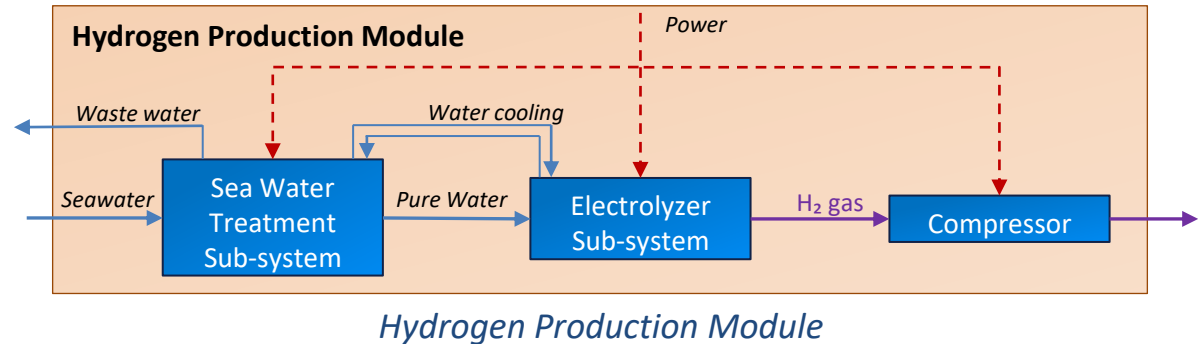 Hydrogen Production Module
Power
Waste water
Water cooling
Seawater
Sea Water
Treatment
Sub-system
Pure Water
Electrolyzer
Sub-system
H₂ gas
Compressor
Hydrogen Production Module